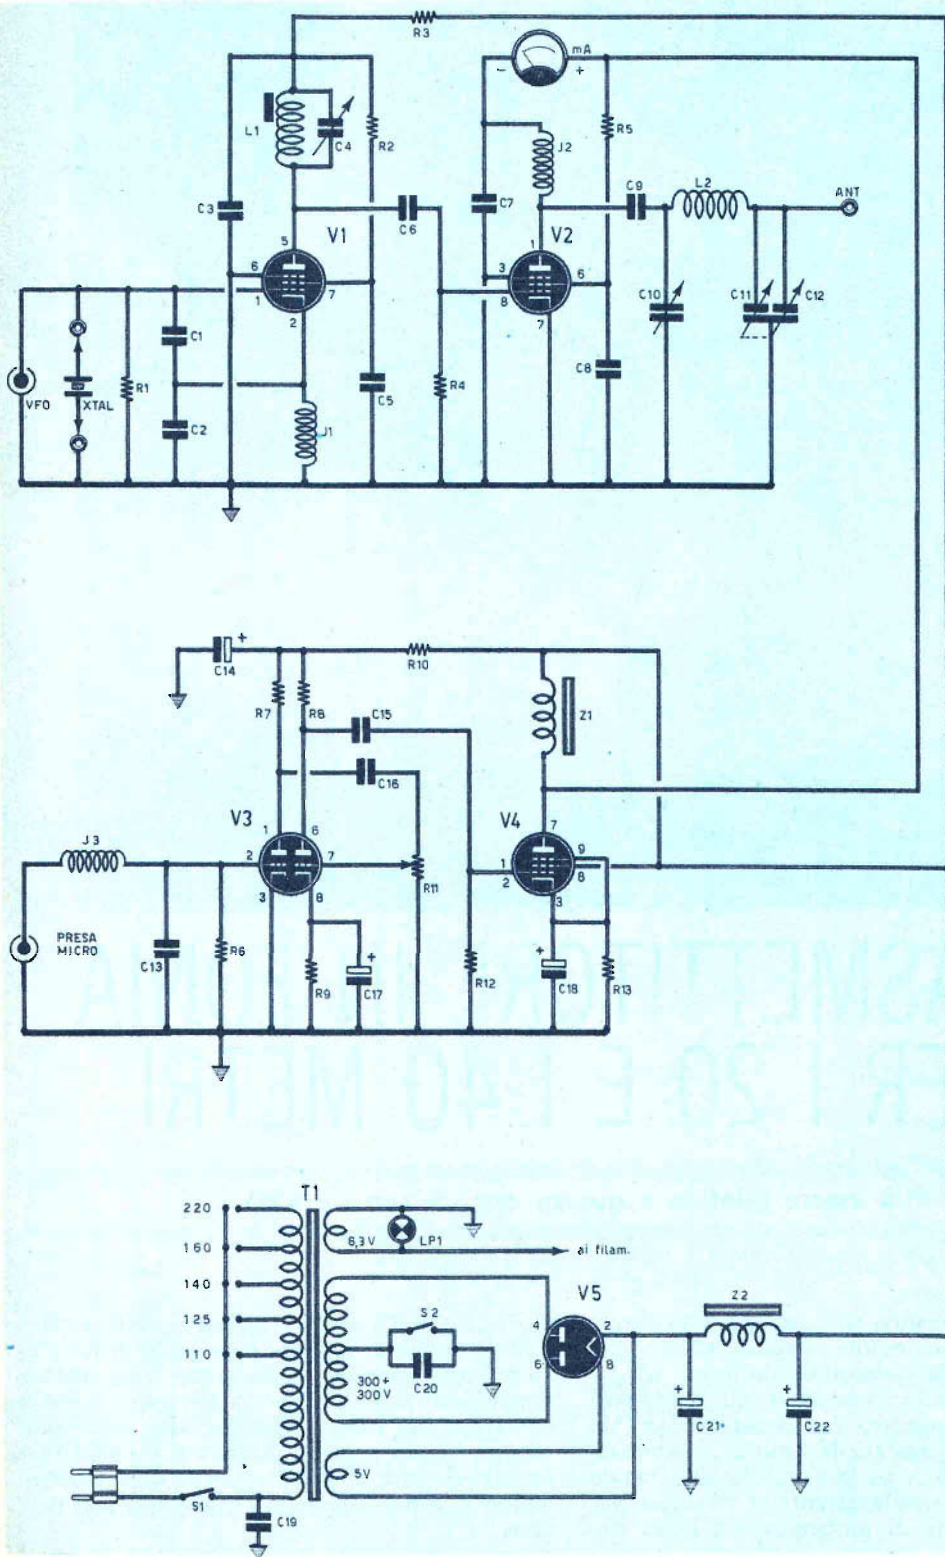 R3
mA
- +
L1
C4
R2
J2
R5
C3
C6
C7
C9
L2
ANT
5
V1
1
V2
6
7
3
6
1
8
2
7
C10
C11
C12
C1
VFO
XTAL
R1
C2
J1
C5
R4
C8
C14
+
R10
R7
R8
C15
Z1
C16
V3
1
6
V4
7
J3
2
7
1
9
R11
2
8
3
8
3
PRESA
MICRO
C13
R6
R9
+
C17
R12
+
C18
R13
T1
220
6,3 V
LP1
160
ai filam.
140
V5
125
S2
4
2
Z2
110
300+
300 V
C20
6
8
+
C21
+
C22
5V
S1
C19